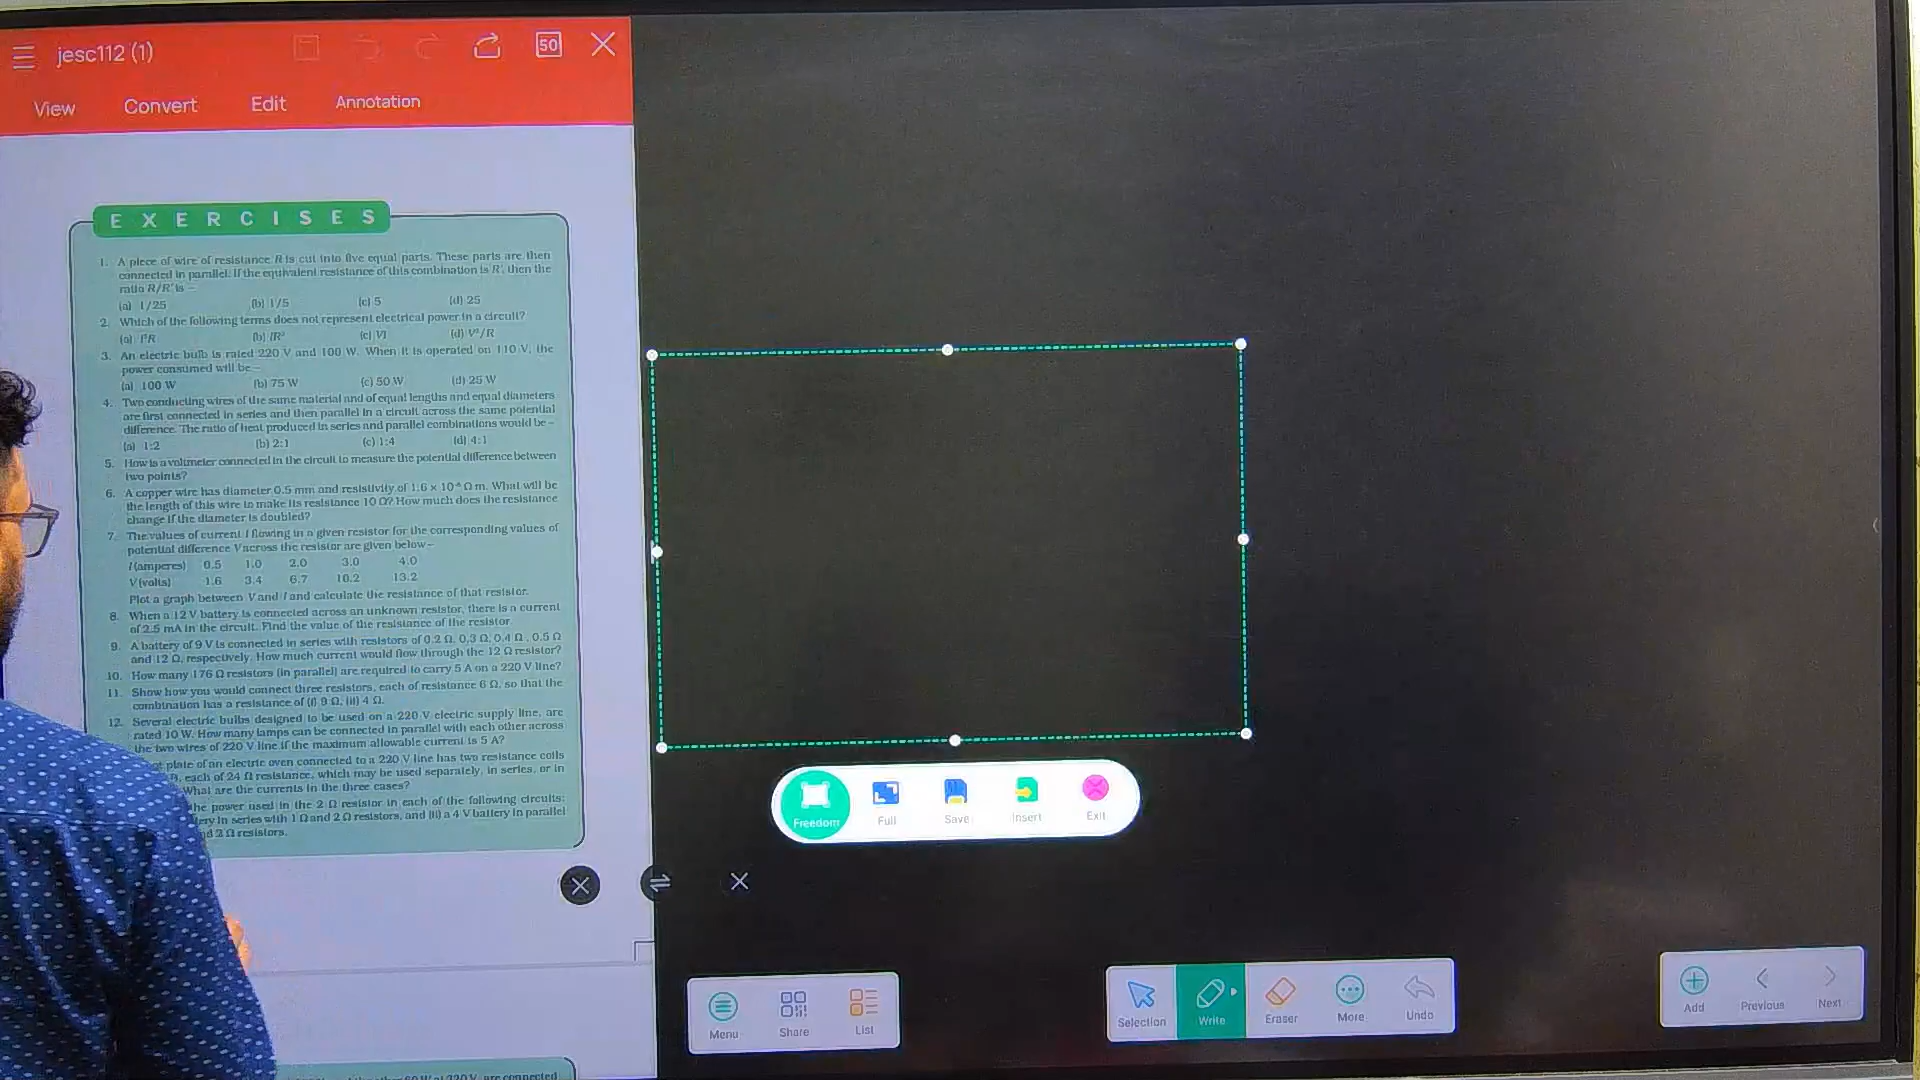 jesc112 (1)
50
View Convert Edit Annotation
EXERCISES
1. A piece of wire of resistance R is cut into five equal parts. These parts are then
connected in parallel. If the equivalent resistance of this combination is R', then the
ratio R/R' is –
(a) 1/25 (b) 1/5 (c) 5 (d) 25
2. Which of the following terms does not represent electrical power in a circuit?
(a) I²R (b) IR² (c) VI (d) V²/R
3. An electric bulb is rated 220 V and 100 W. When it is operated on 110 V, the
power consumed will be –
(a) 100 W (b) 75 W (c) 50 W (d) 25 W
4. Two conducting wires of the same material and of equal lengths and equal diameters
are first connected in series and then parallel in a circuit across the same potential
difference. The ratio of heat produced in series and parallel combinations would be –
(a) 1:2 (b) 2:1 (c) 1:4 (d) 4:1
5. How is a voltmeter connected in the circuit to measure the potential difference between
two points?
6. A copper wire has diameter 0.5 mm and resistivity of 1.6 × 10⁻⁸ Ω m. What will be
the length of this wire to make its resistance 10 Ω? How much does the resistance
change if the diameter is doubled?
7. The values of current I flowing in a given resistor for the corresponding values of
potential difference V across the resistor are given below –
I (amperes) 0.5 1.0 2.0 3.0 4.0
V (volts) 1.6 3.4 6.7 10.2 13.2
Plot a graph between V and I and calculate the resistance of that resistor.
8. When a 12 V battery is connected across an unknown resistor, there is a current
of 2.5 mA in the circuit. Find the value of the resistance of the resistor.
9. A battery of 9 V is connected in series with resistors of 0.2 Ω, 0.3 Ω, 0.4 Ω , 0.5 Ω
and 12 Ω, respectively. How much current would flow through the 12 Ω resistor?
10. How many 176 Ω resistors (in parallel) are required to carry 5 A on a 220 V line?
11. Show how you would connect three resistors, each of resistance 6 Ω, so that the
combination has a resistance of (i) 9 Ω, (ii) 4 Ω.
12. Several electric bulbs designed to be used on a 220 V electric supply line, are
rated 10 W. How many lamps can be connected in parallel with each other across
the two wires of 220 V line if the maximum allowable current is 5 A?
plate of an electric oven connected to a 220 V line has two resistance coils
B, each of 24 Ω resistance, which may be used separately, in series, or in
What are the currents in the three cases?
the power used in the 2 Ω resistor in each of the following circuits:
in series with 1 Ω and 2 Ω resistors, and (ii) a 4 V battery in parallel
2 Ω resistors.
Freedom Full Save Insert Exit
Menu Share List
Selection Write Eraser More Undo
Add Previous Next
at 220 V, are connected